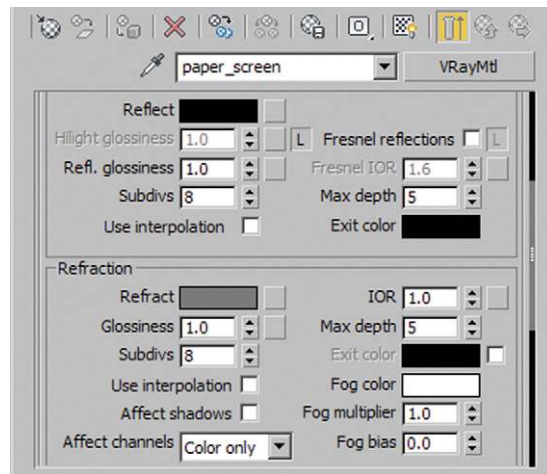 paper_screen VRayMtl
Reflect
Hilight glossiness 1.0 L Fresnel reflections L
Refl. glossiness 1.0 Fresnel IOR 1.6
Subdivs 8 Max depth 5
Use interpolation Exit color
Refraction
Refract IOR 1.0
Glossiness 1.0 Max depth 5
Subdivs 8 Exit color
Use interpolation Fog color
Affect shadows Fog multiplier 1.0
Affect channels Color only Fog bias 0.0